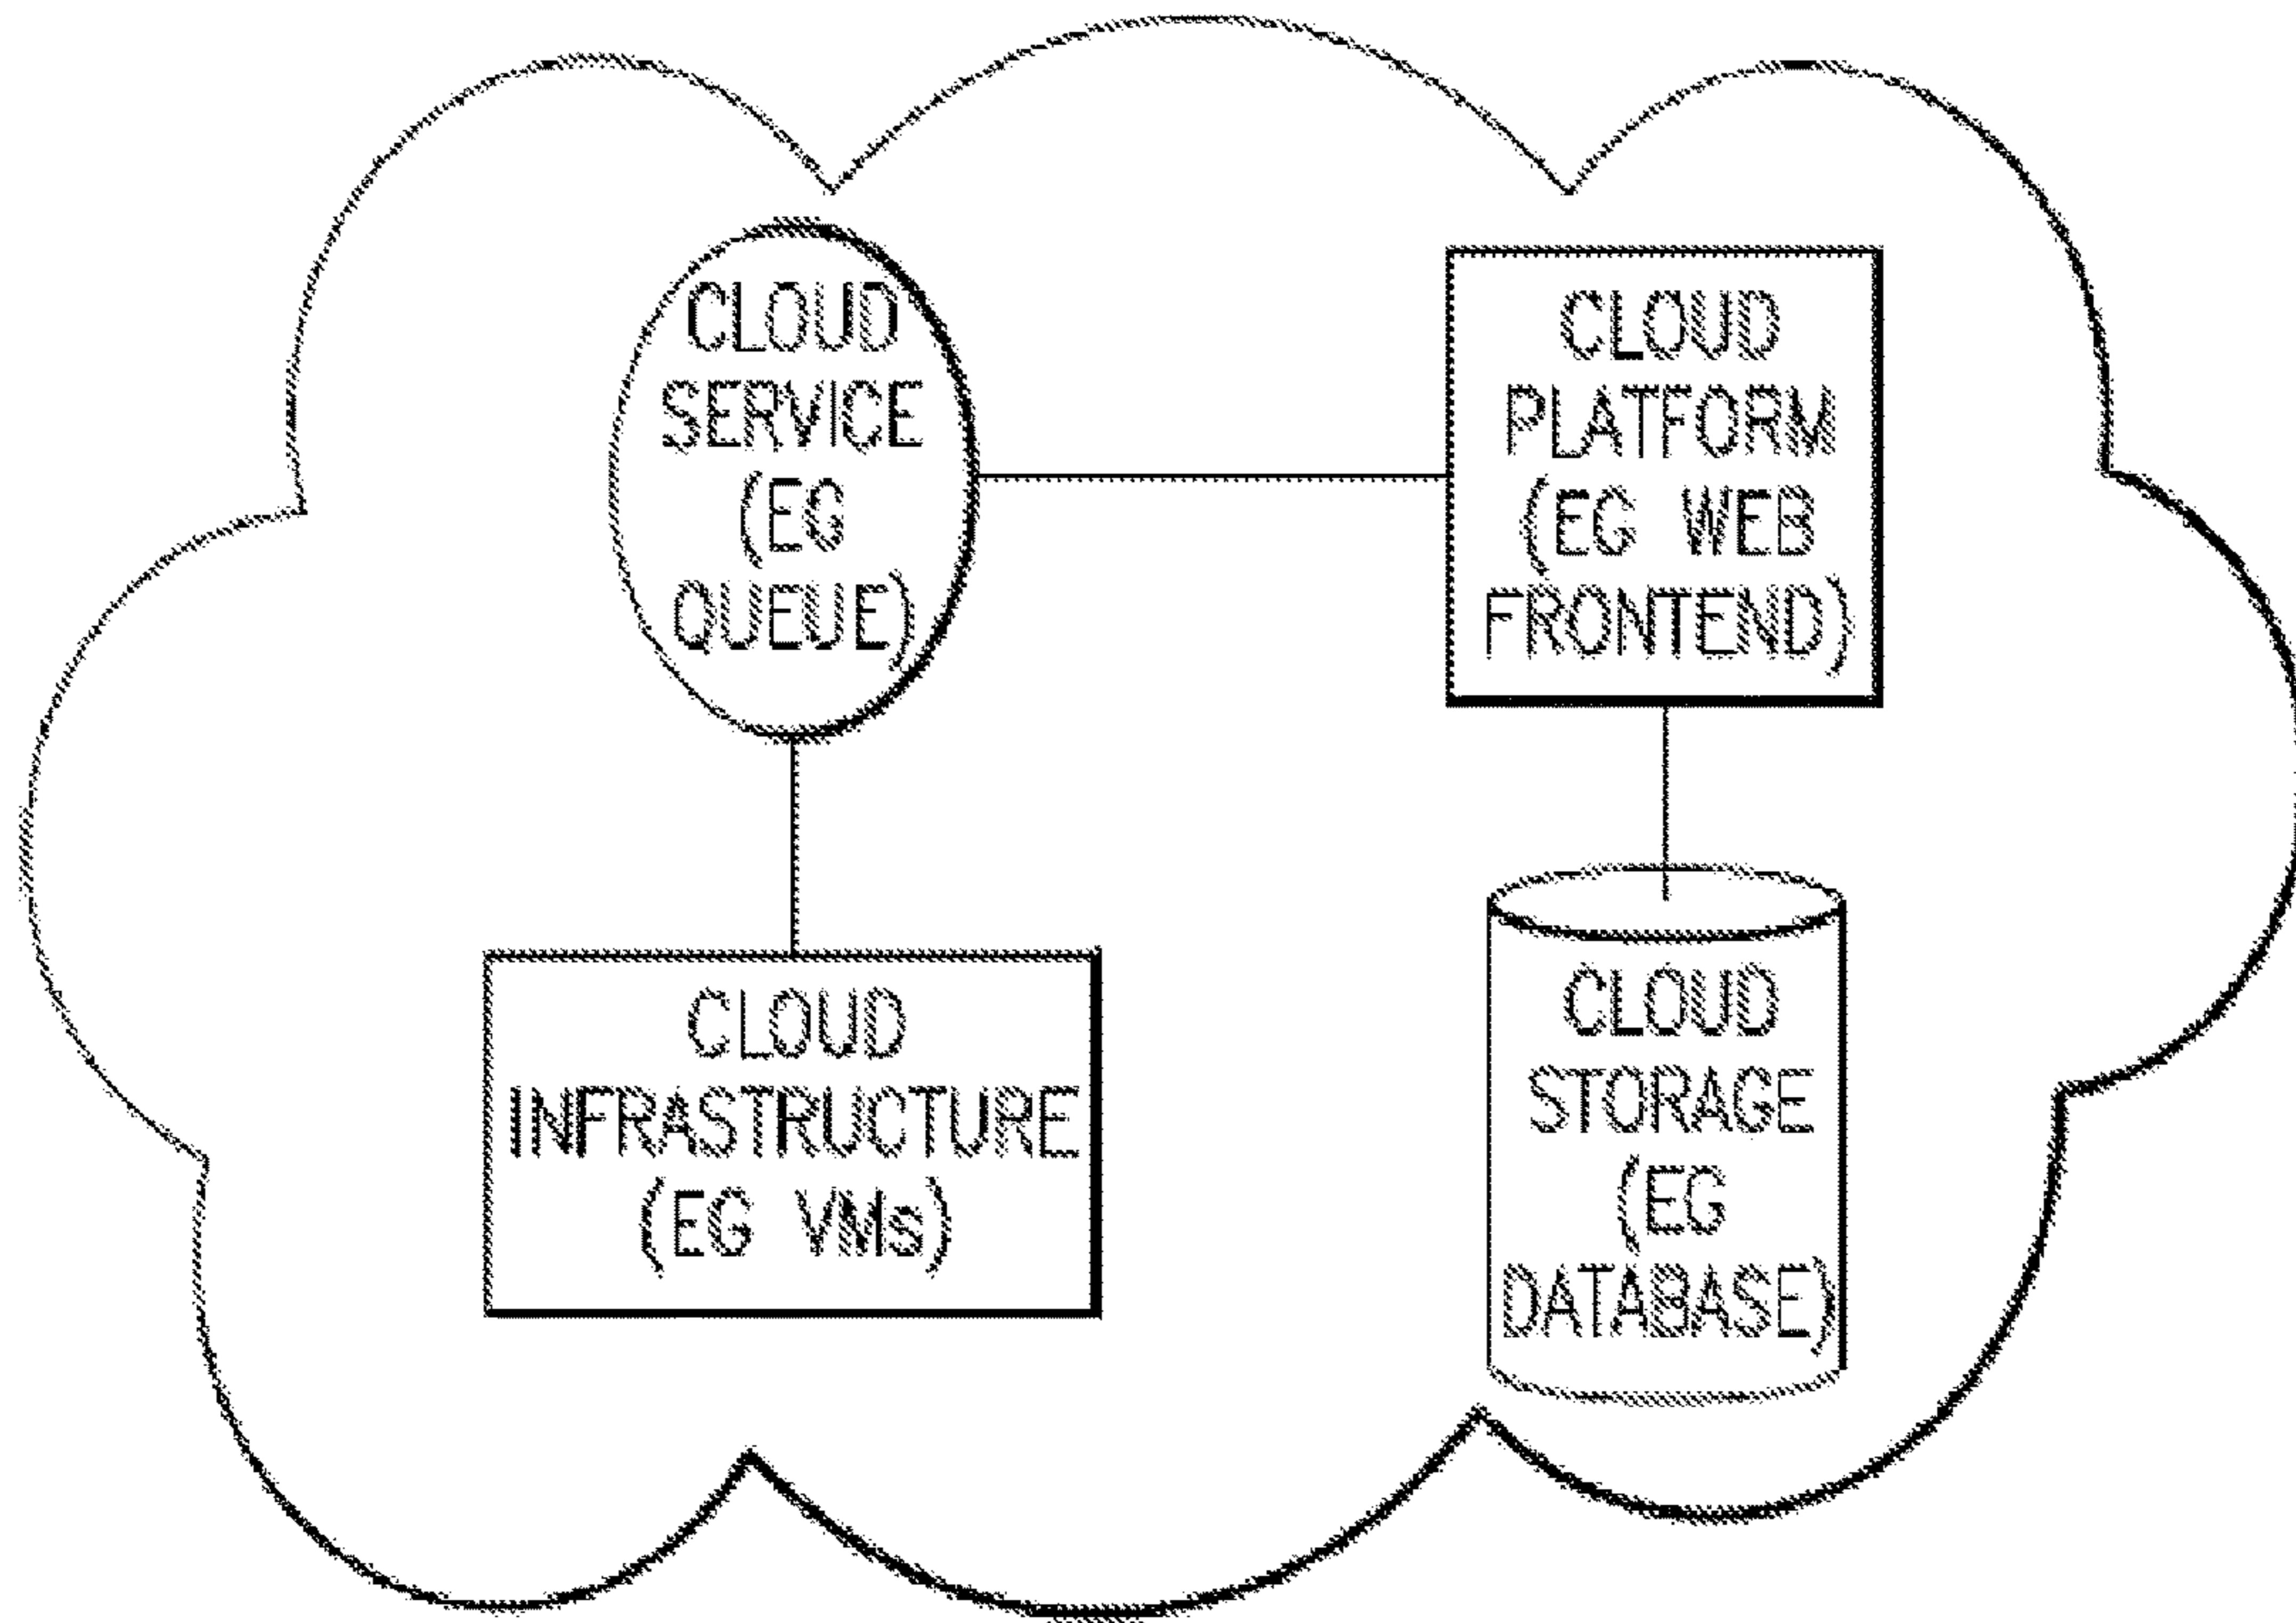 CLOUD
SERVICE
(EG
QUEUE)
CLOUD
PLATFORM
(EG WEB
FRONTEND)
CLOUD
INFRASTRUCTURE
(EG VMs)
CLOUD
STORAGE
(EG
DATABASE)